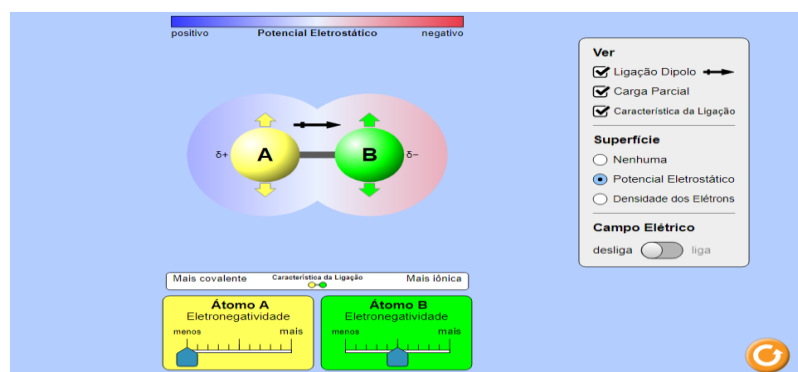 positivo Potencial Eletrostático negativo
δ+ A B δ−
Mais covalente Característica da Ligação Mais iônica
Átomo A
Eletronegatividade
menos mais
Átomo B
Eletronegatividade
menos mais
Ver
Ligação Dipolo
Carga Parcial
Característica da Ligação
Superfície
Nenhuma
Potencial Eletrostático
Densidade dos Elétrons
Campo Elétrico
desliga liga